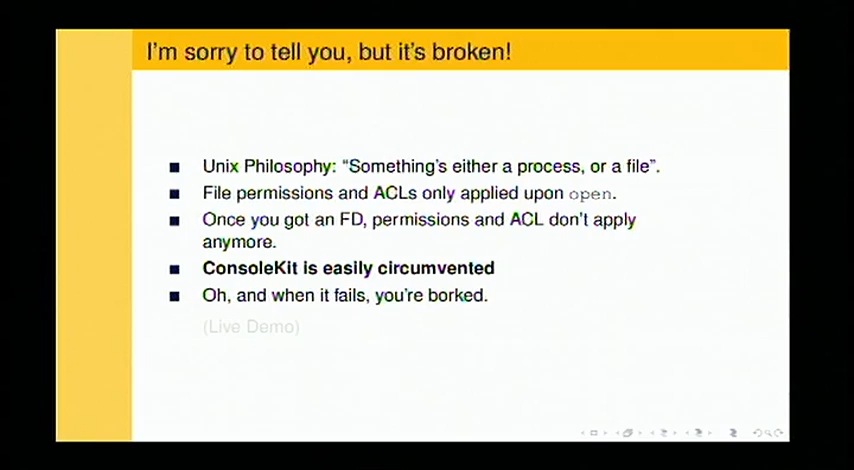 I'm sorry to tell you, but it's broken!
Unix Philosophy: “Something's either a process, or a file”.
File permissions and ACLs only applied upon open.
Once you got an FD, permissions and ACL don't apply
anymore.
ConsoleKit is easily circumvented
Oh, and when it fails, you're borked.
(Live Demo)